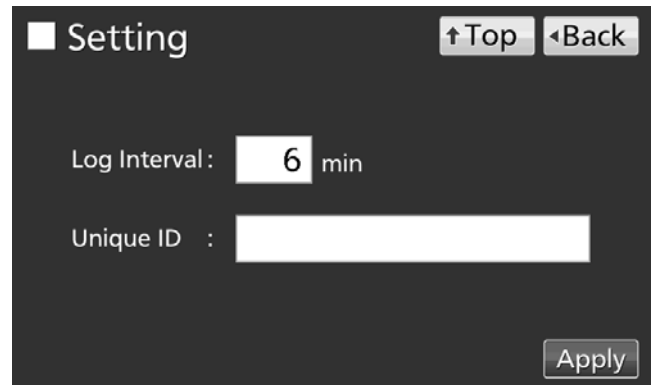 Setting
↑Top
◂Back
Log Interval: 6 min
Unique ID :
Apply